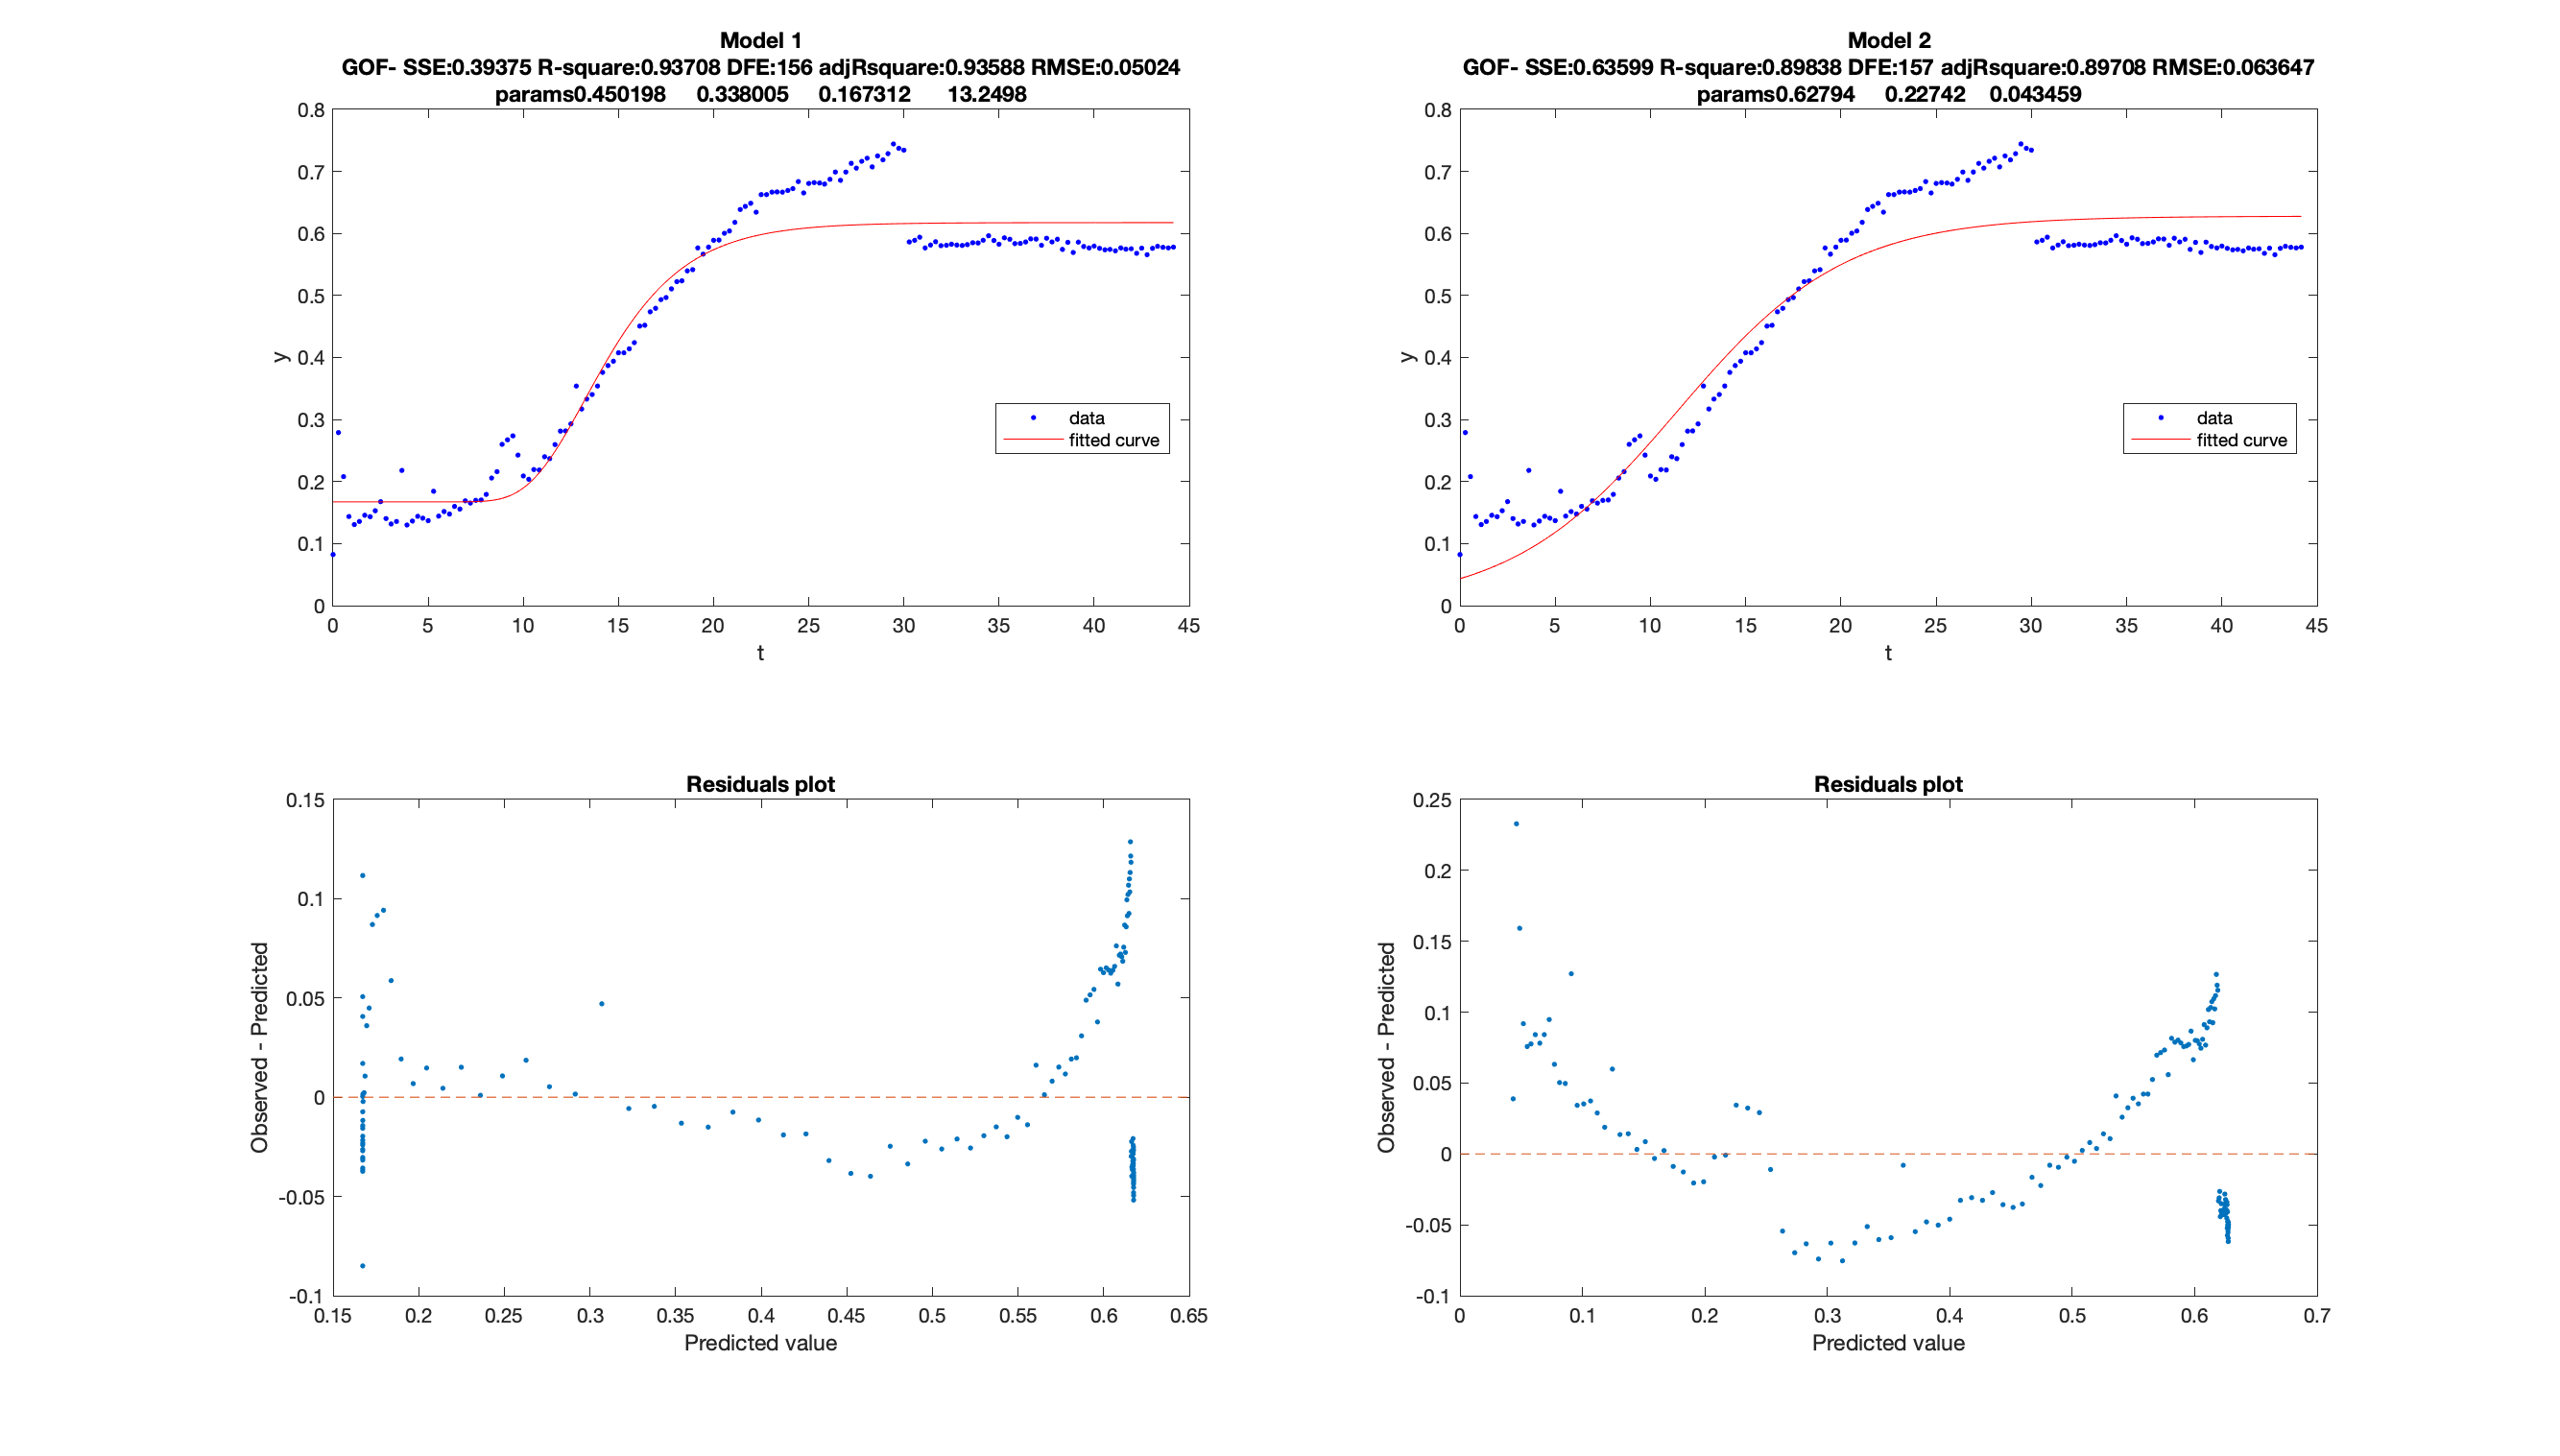 Model 1
GOF- SSE:0.39375 R-square:0.93708 DFE:156 adjRsquare:0.93588 RMSE:0.05024
params0.450198 0.338005 0.167312 13.2498
0.8
0.7
0.6
0.5
0.4
0.3
0.2
0.1
0
y
data
fitted curve
0 5 10 15 20 25 30 35 40 45
t
Model 2
GOF- SSE:0.63599 R-square:0.89838 DFE:157 adjRsquare:0.89708 RMSE:0.063647
params0.62794 0.22742 0.043459
0.8
0.7
0.6
0.5
0.4
0.3
0.2
0.1
0
y
data
fitted curve
0 5 10 15 20 25 30 35 40 45
t
Residuals plot
0.15
0.1
0.05
0
-0.05
-0.1
Observed - Predicted
0.15 0.2 0.25 0.3 0.35 0.4 0.45 0.5 0.55 0.6 0.65
Predicted value
Residuals plot
0.25
0.2
0.15
0.1
0.05
0
-0.05
-0.1
Observed - Predicted
0 0.1 0.2 0.3 0.4 0.5 0.6 0.7
Predicted value